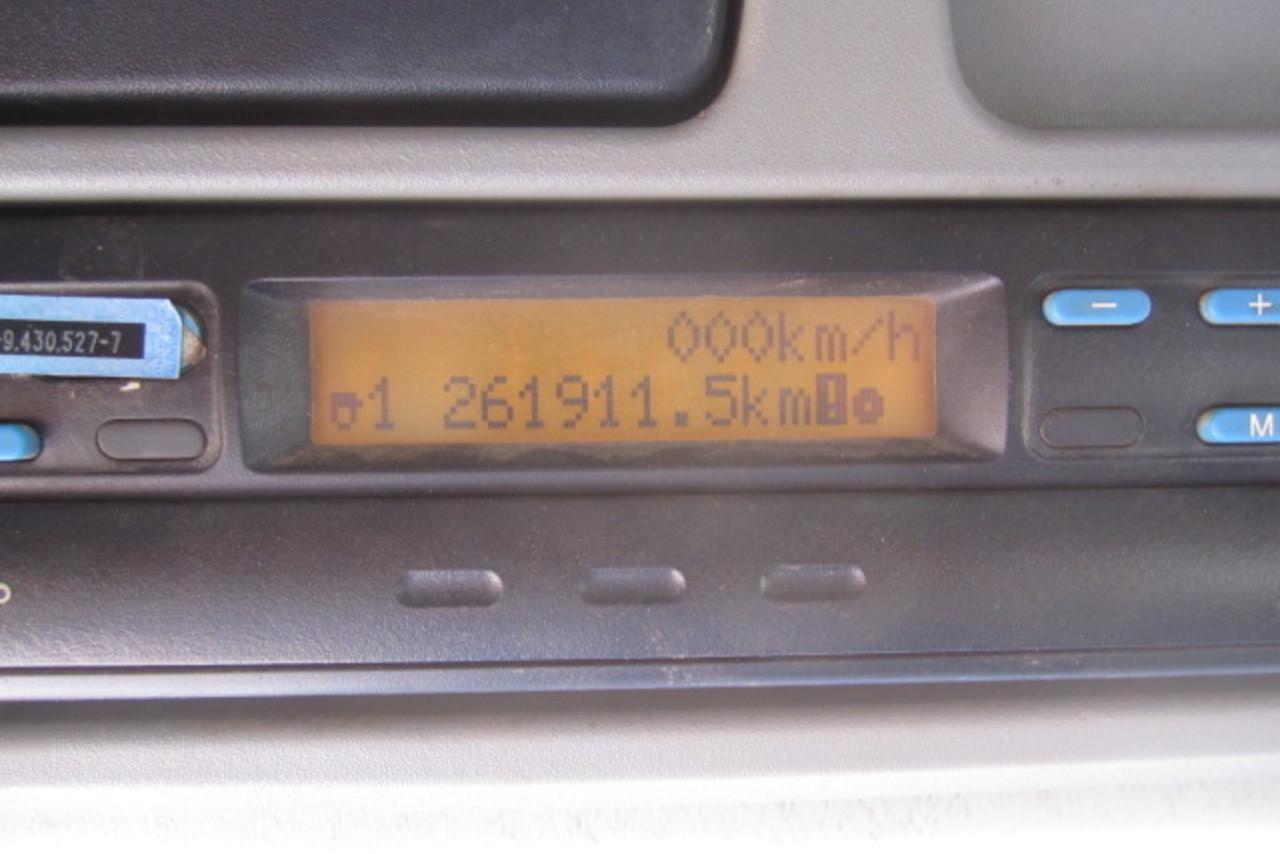 000km/h
1 261911.5km
-9.430.527-7
-
+
M